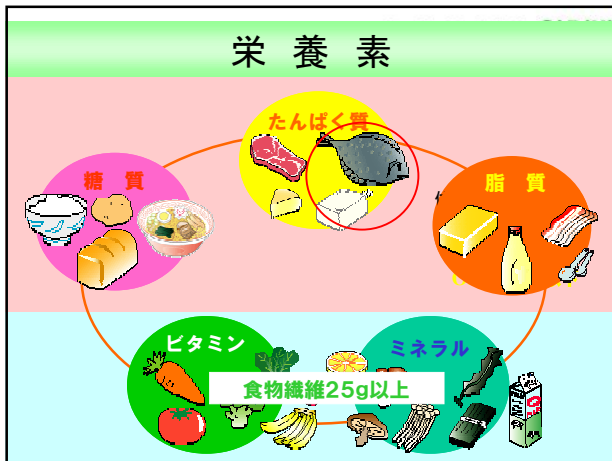 栄養素
たんぱく質
糖質
脂質
ビタミン
ミネラル
食物繊維25g以上